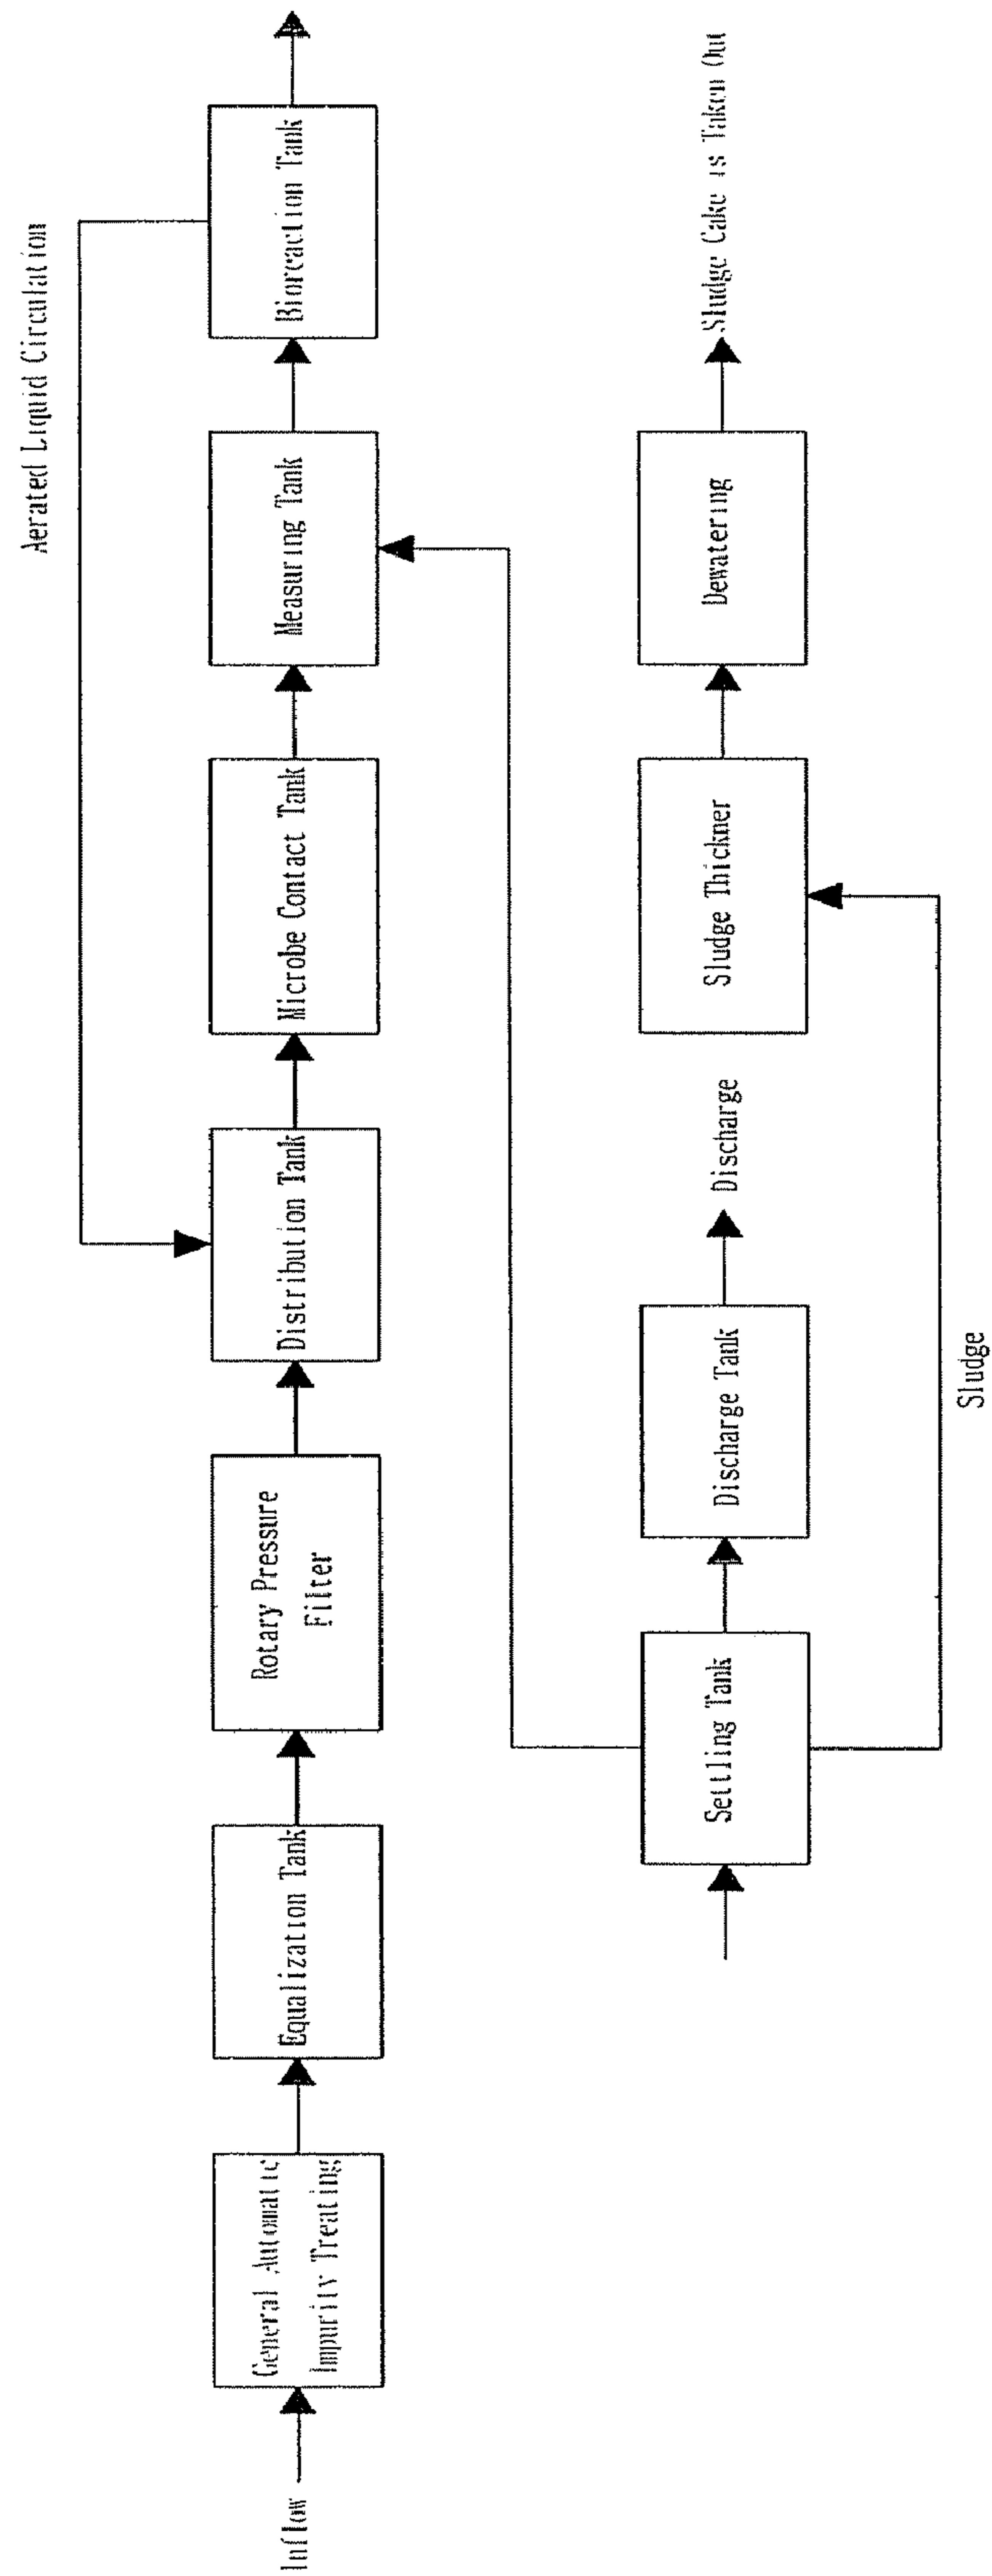 Aerated Liquid Circulation
Inflow
General Automatic
Impurity Treating
Equalization Tank
Rotary Pressure
Filter
Distribution Tank
Microbe Contact Tank
Measuring Tank
Bioreaction Tank
Settling Tank
Discharge Tank
Discharge
Sludge Thickner
Dewatering
Sludge Cake is Taken Out
Sludge